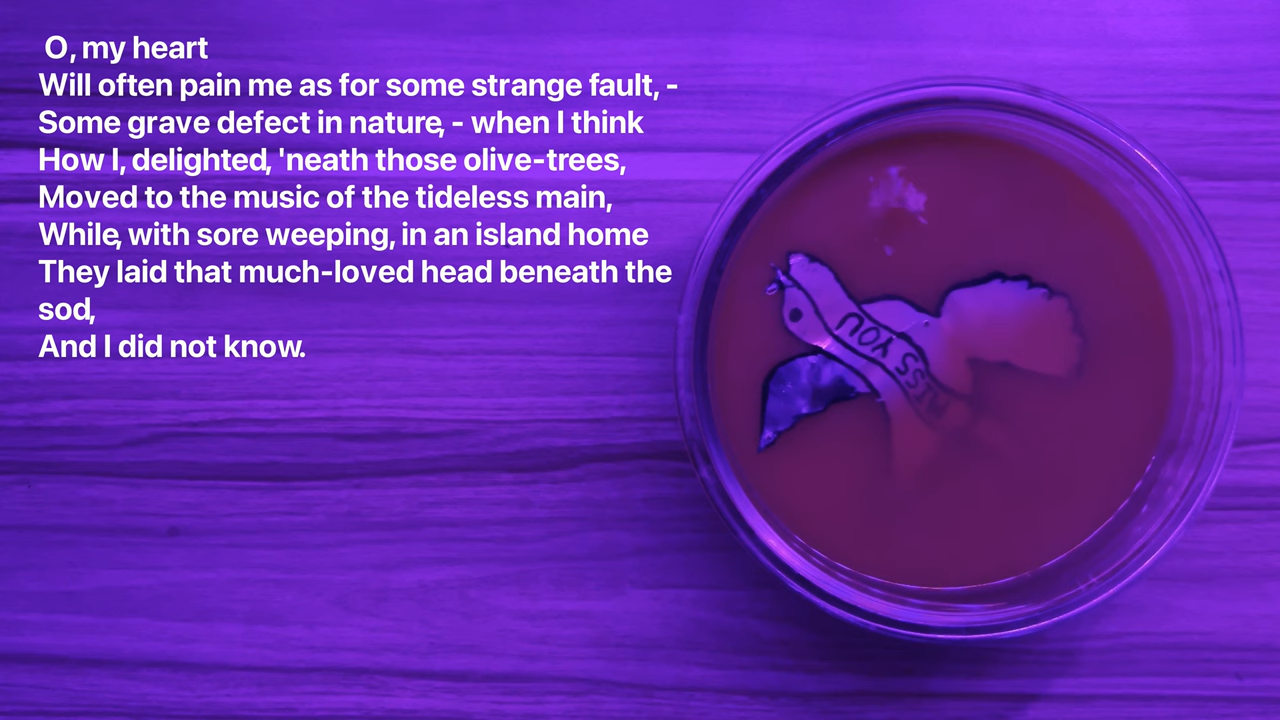 O, my heart
Will often pain me as for some strange fault, -
Some grave defect in nature, - when I think
How I, delighted, 'neath those olive-trees,
Moved to the music of the tideless main,
While, with sore weeping, in an island home
They laid that much-loved head beneath the
sod,
And I did not know.
MISS YOU